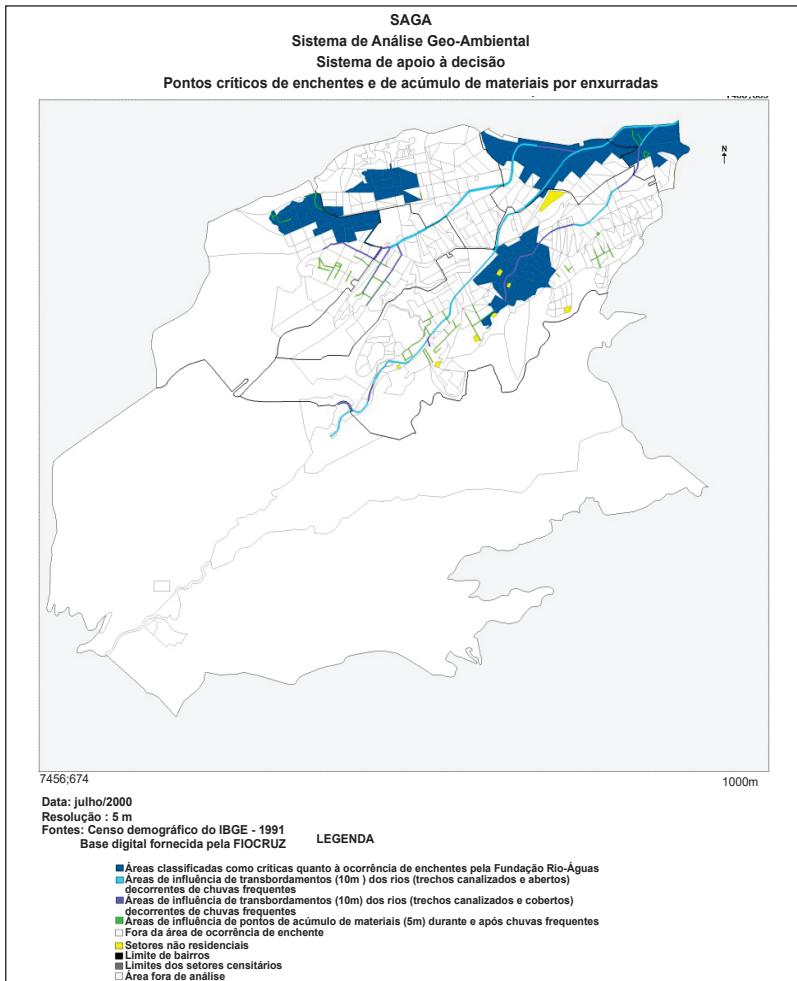 SAGA
Sistema de Análise Geo-Ambiental
Sistema de apoio à decisão
Pontos críticos de enchentes e de acúmulo de materiais por enxurradas
N
7456;674
1000m
Data: julho/2000
Resolução : 5 m
Fontes: Censo demográfico do IBGE - 1991
Base digital fornecida pela FIOCRUZ
LEGENDA
Áreas classificadas como críticas quanto à ocorrência de enchentes pela Fundação Rio-Águas
Áreas de influência de transbordamentos (10m ) dos rios (trechos canalizados e abertos)
decorrentes de chuvas frequentes
Áreas de influência de transbordamentos (10m) dos rios (trechos canalizados e cobertos)
decorrentes de chuvas frequentes
Áreas de influência de pontos de acúmulo de materiais (5m) durante e após chuvas frequentes
Fora da área de ocorrência de enchente
Setores não residenciais
Limite de bairros
Limites dos setores censitários
Área fora de análise